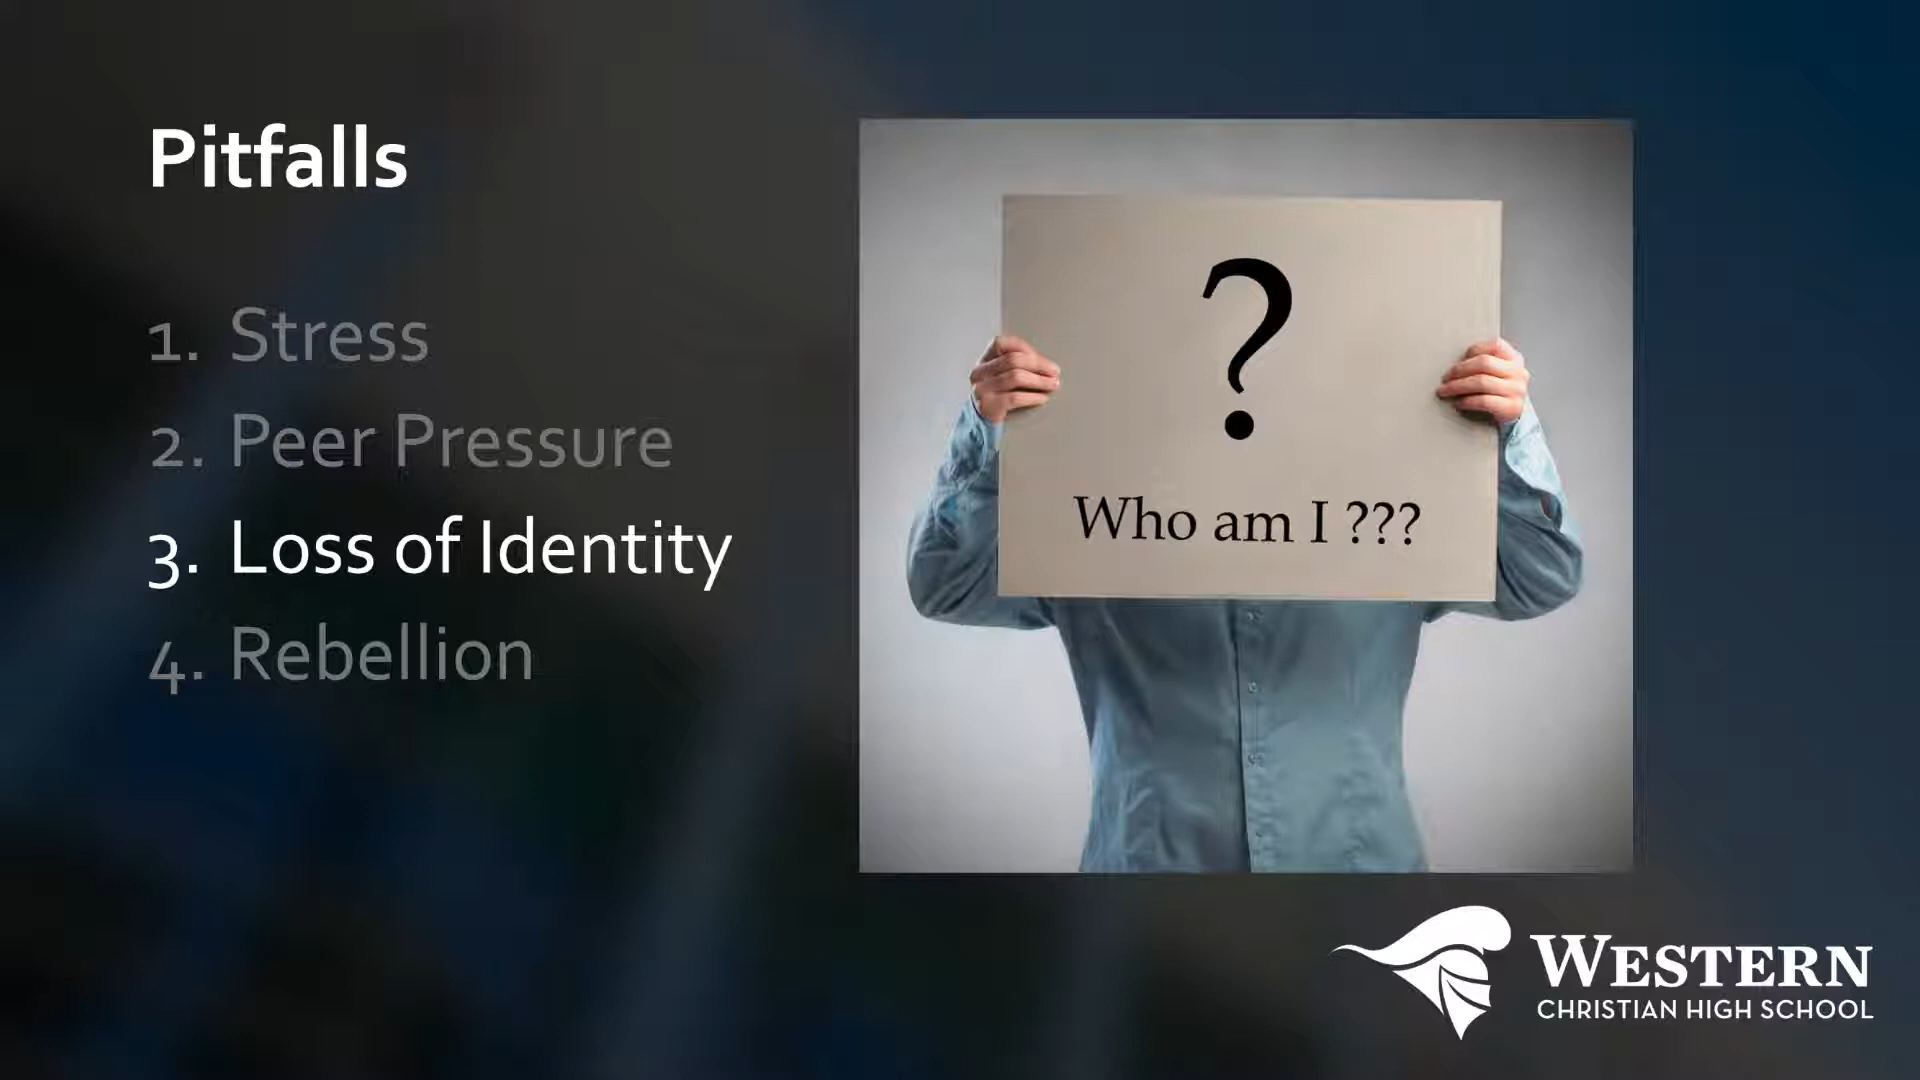 Pitfalls
1. Stress
2. Peer Pressure
3. Loss of Identity
4. Rebellion
?
Who am I ???
WESTERN
CHRISTIAN HIGH SCHOOL